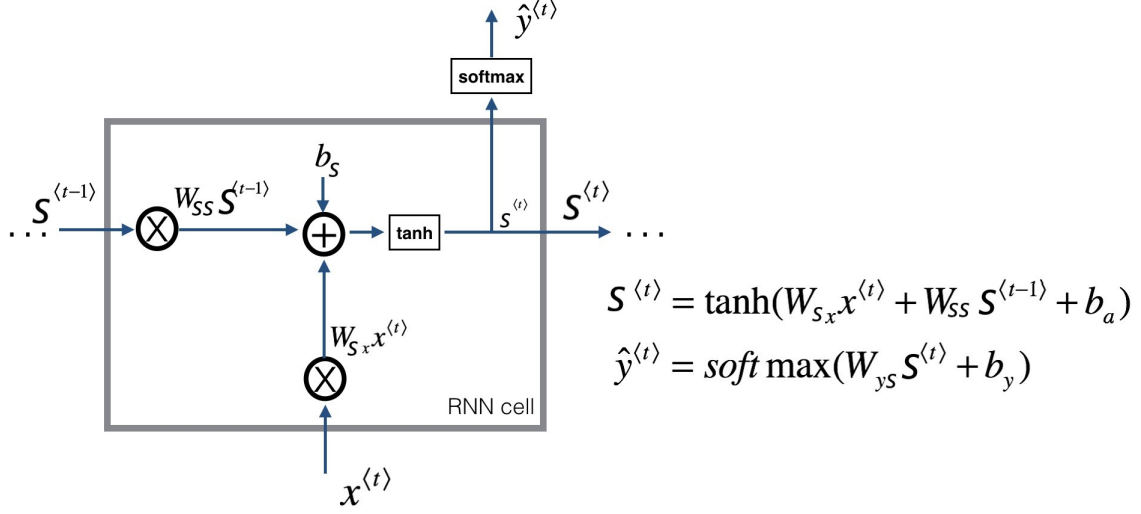 ŷ⟨t⟩
softmax
b_S
S⟨t−1⟩
W_SS S⟨t−1⟩
S⟨t⟩
S⟨t⟩
. . .
× + tanh
. . .
S⟨t⟩ = tanh(W_Sx x⟨t⟩ + W_SS S⟨t−1⟩ + b_a)
W_Sx x⟨t⟩
ŷ⟨t⟩ = soft max(W_yS S⟨t⟩ + b_y)
×
RNN cell
x⟨t⟩